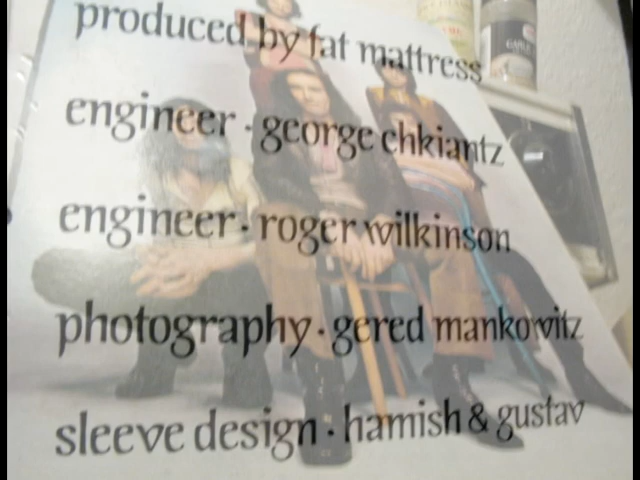 produced by fat mattress
engineer · george chkiantz
engineer · roger wilkinson
photography · gered mankowitz
sleeve design · hamish & gustav